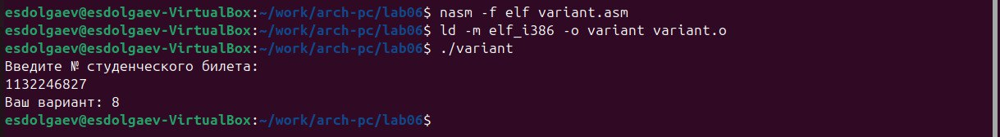 esdolgaev@esdolgaev-VirtualBox:~/work/arch-pc/lab06$ nasm -f elf variant.asm
esdolgaev@esdolgaev-VirtualBox:~/work/arch-pc/lab06$ ld -m elf_i386 -o variant variant.o
esdolgaev@esdolgaev-VirtualBox:~/work/arch-pc/lab06$ ./variant
Введите № студенческого билета:
1132246827
Ваш вариант: 8
esdolgaev@esdolgaev-VirtualBox:~/work/arch-pc/lab06$